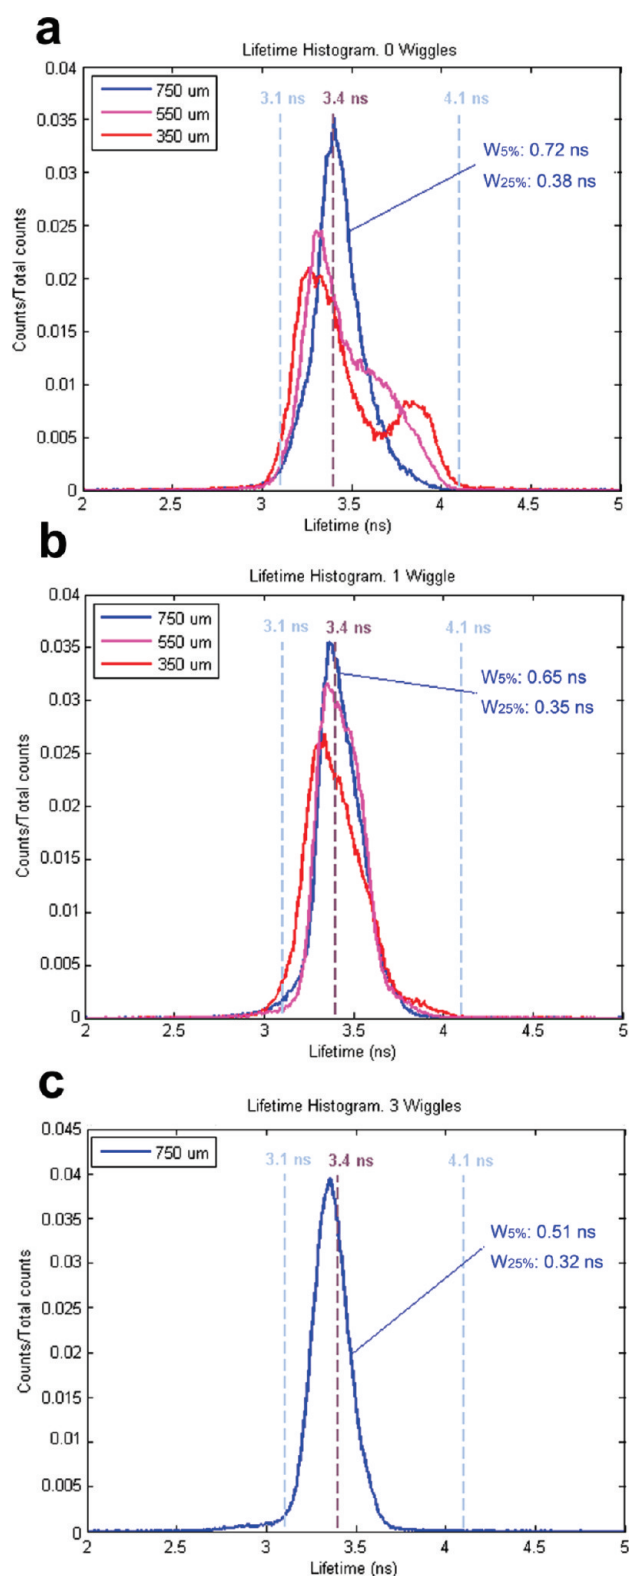 a
Lifetime Histogram. 0 Wiggles
0.04
0.035
0.03
0.025
0.02
0.015
0.01
0.005
0
Counts/Total counts
750 um
550 um
350 um
3.1 ns
3.4 ns
4.1 ns
W5%: 0.72 ns
W25%: 0.38 ns
2 2.5 3 3.5 4 4.5 5
Lifetime (ns)
b
Lifetime Histogram. 1 Wiggle
0.04
0.035
0.03
0.025
0.02
0.015
0.01
0.005
0
Counts/Total counts
750 um
550 um
350 um
3.1 ns
3.4 ns
4.1 ns
W5%: 0.65 ns
W25%: 0.35 ns
2 2.5 3 3.5 4 4.5 5
Lifetime (ns)
c
Lifetime Histogram. 3 Wiggles
0.045
0.04
0.035
0.03
0.025
0.02
0.015
0.01
0.005
0
Counts/Total counts
750 um
3.1 ns
3.4 ns
4.1 ns
W5%: 0.51 ns
W25%: 0.32 ns
2 2.5 3 3.5 4 4.5 5
Lifetime (ns)